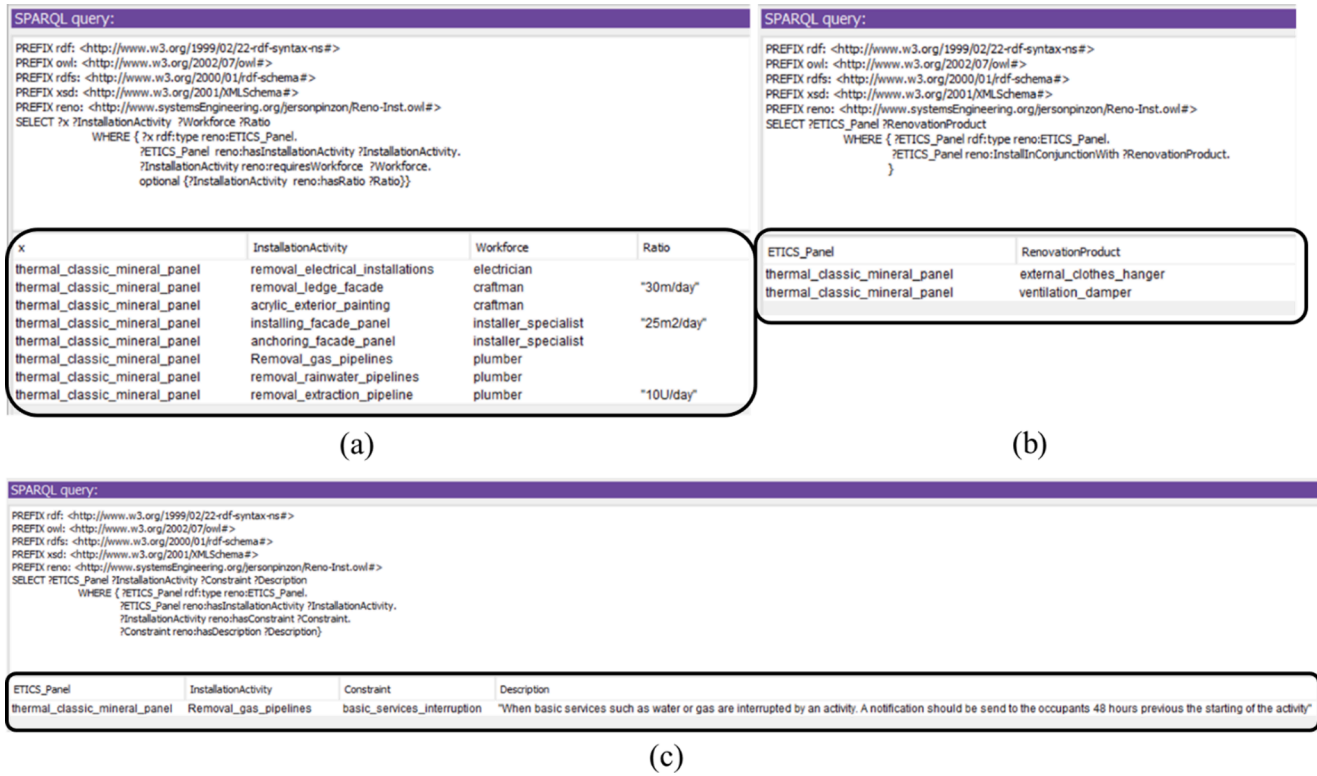 SPARQL query:
PREFIX rdf: <http://www.w3.org/1999/02/22-rdf-syntax-ns#>
PREFIX owl: <http://www.w3.org/2002/07/owl#>
PREFIX rdfs: <http://www.w3.org/2000/01/rdf-schema#>
PREFIX xsd: <http://www.w3.org/2001/XMLSchema#>
PREFIX reno: <http://www.systemsEngineering.org/jersonpinzon/Reno-Inst.owl#>
SELECT ?x ?InstallationActivity ?Workforce ?Ratio
WHERE { ?x rdf:type reno:ETICS_Panel.
?ETICS_Panel reno:hasInstallationActivity ?InstallationActivity.
?InstallationActivity reno:requiresWorkforce ?Workforce.
optional {?InstallationActivity reno:hasRatio ?Ratio}}
x InstallationActivity Workforce Ratio
thermal_classic_mineral_panel removal_electrical_installations electrician
thermal_classic_mineral_panel removal_ledge_facade craftman "30m/day"
thermal_classic_mineral_panel acrylic_exterior_painting craftman
thermal_classic_mineral_panel installing_facade_panel installer_specialist "25m2/day"
thermal_classic_mineral_panel anchoring_facade_panel installer_specialist
thermal_classic_mineral_panel Removal_gas_pipelines plumber
thermal_classic_mineral_panel removal_rainwater_pipelines plumber
thermal_classic_mineral_panel removal_extraction_pipeline plumber "10U/day"
(a)
SPARQL query:
PREFIX rdf: <http://www.w3.org/1999/02/22-rdf-syntax-ns#>
PREFIX owl: <http://www.w3.org/2002/07/owl#>
PREFIX rdfs: <http://www.w3.org/2000/01/rdf-schema#>
PREFIX xsd: <http://www.w3.org/2001/XMLSchema#>
PREFIX reno: <http://www.systemsEngineering.org/jersonpinzon/Reno-Inst.owl#>
SELECT ?ETICS_Panel ?RenovationProduct
WHERE { ?ETICS_Panel rdf:type reno:ETICS_Panel.
?ETICS_Panel reno:InstallInConjunctionWith ?RenovationProduct.
}
ETICS_Panel RenovationProduct
thermal_classic_mineral_panel external_clothes_hanger
thermal_classic_mineral_panel ventilation_damper
(b)
SPARQL query:
PREFIX rdf: <http://www.w3.org/1999/02/22-rdf-syntax-ns#>
PREFIX owl: <http://www.w3.org/2002/07/owl#>
PREFIX rdfs: <http://www.w3.org/2000/01/rdf-schema#>
PREFIX xsd: <http://www.w3.org/2001/XMLSchema#>
PREFIX reno: <http://www.systemsEngineering.org/jersonpinzon/Reno-Inst.owl#>
SELECT ?ETICS_Panel ?InstallationActivity ?Constraint ?Description
WHERE { ?ETICS_Panel rdf:type reno:ETICS_Panel.
?ETICS_Panel reno:hasInstallationActivity ?InstallationActivity.
?InstallationActivity reno:hasConstraint ?Constraint.
?Constraint reno:hasDescription ?Description}
ETICS_Panel InstallationActivity Constraint Description
thermal_classic_mineral_panel Removal_gas_pipelines basic_services_interruption "When basic services such as water or gas are interrupted by an activity. A notification should be send to the occupants 48 hours previous the starting of the activity"
(c)